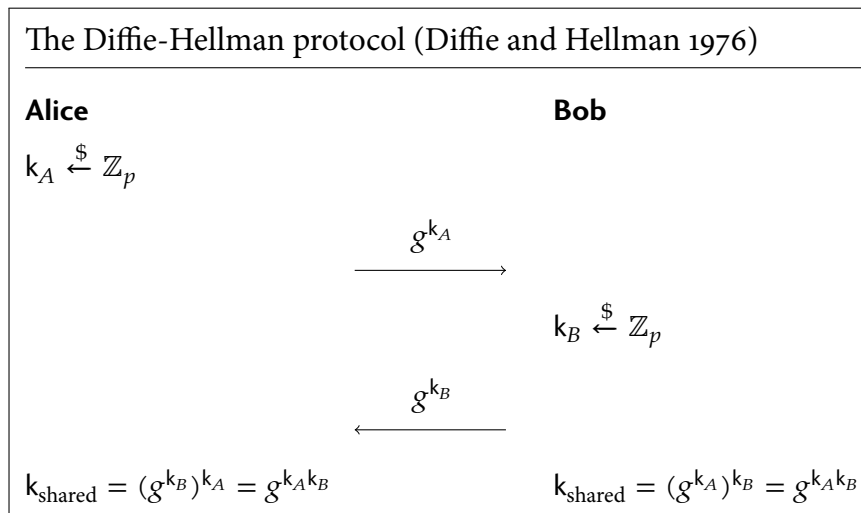 The Diffie-Hellman protocol (Diffie and Hellman 1976)
Alice Bob
k_A ←$ ℤ_p
g^{k_A}
k_B ←$ ℤ_p
g^{k_B}
k_shared = (g^{k_B})^{k_A} = g^{k_A k_B} k_shared = (g^{k_A})^{k_B} = g^{k_A k_B}